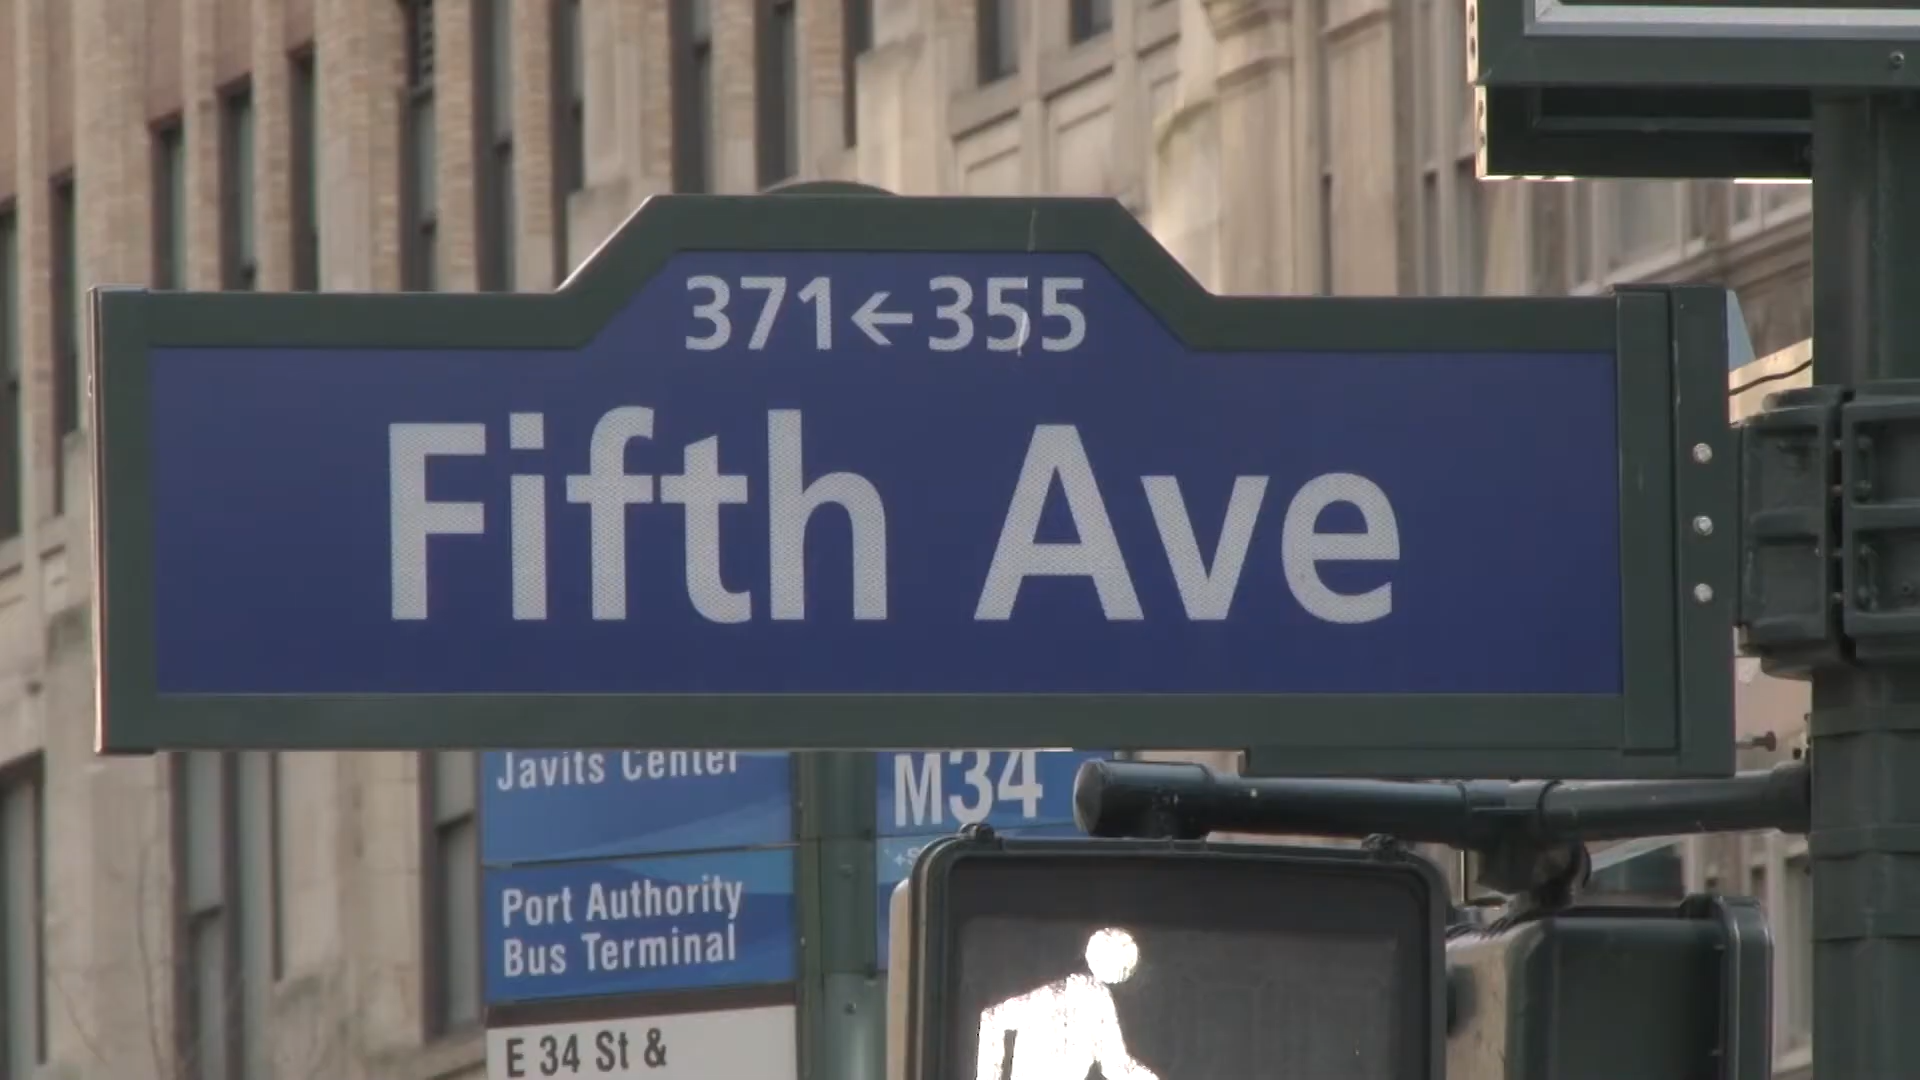 371←355
Fifth Ave
Javits Center
M34
Port Authority
Bus Terminal
E 34 St &